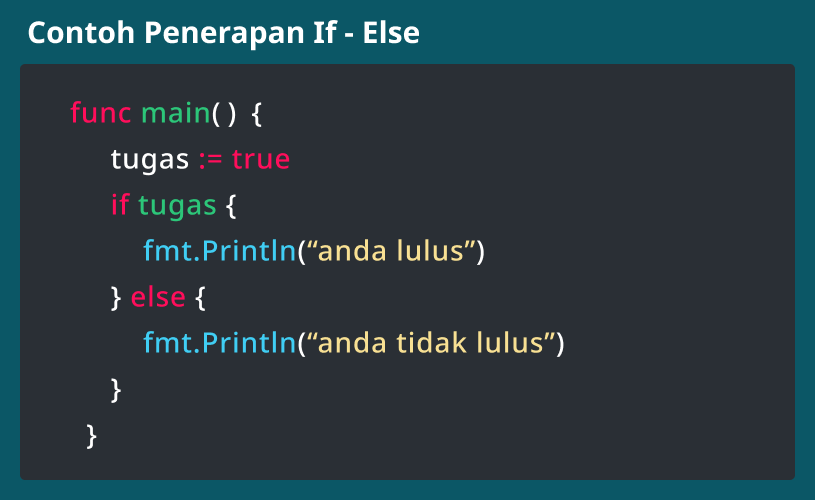 Contoh Penerapan If - Else
func main( ) {
tugas := true
if tugas {
fmt.Println(“anda lulus”)
} else {
fmt.Println(“anda tidak lulus”)
}
}